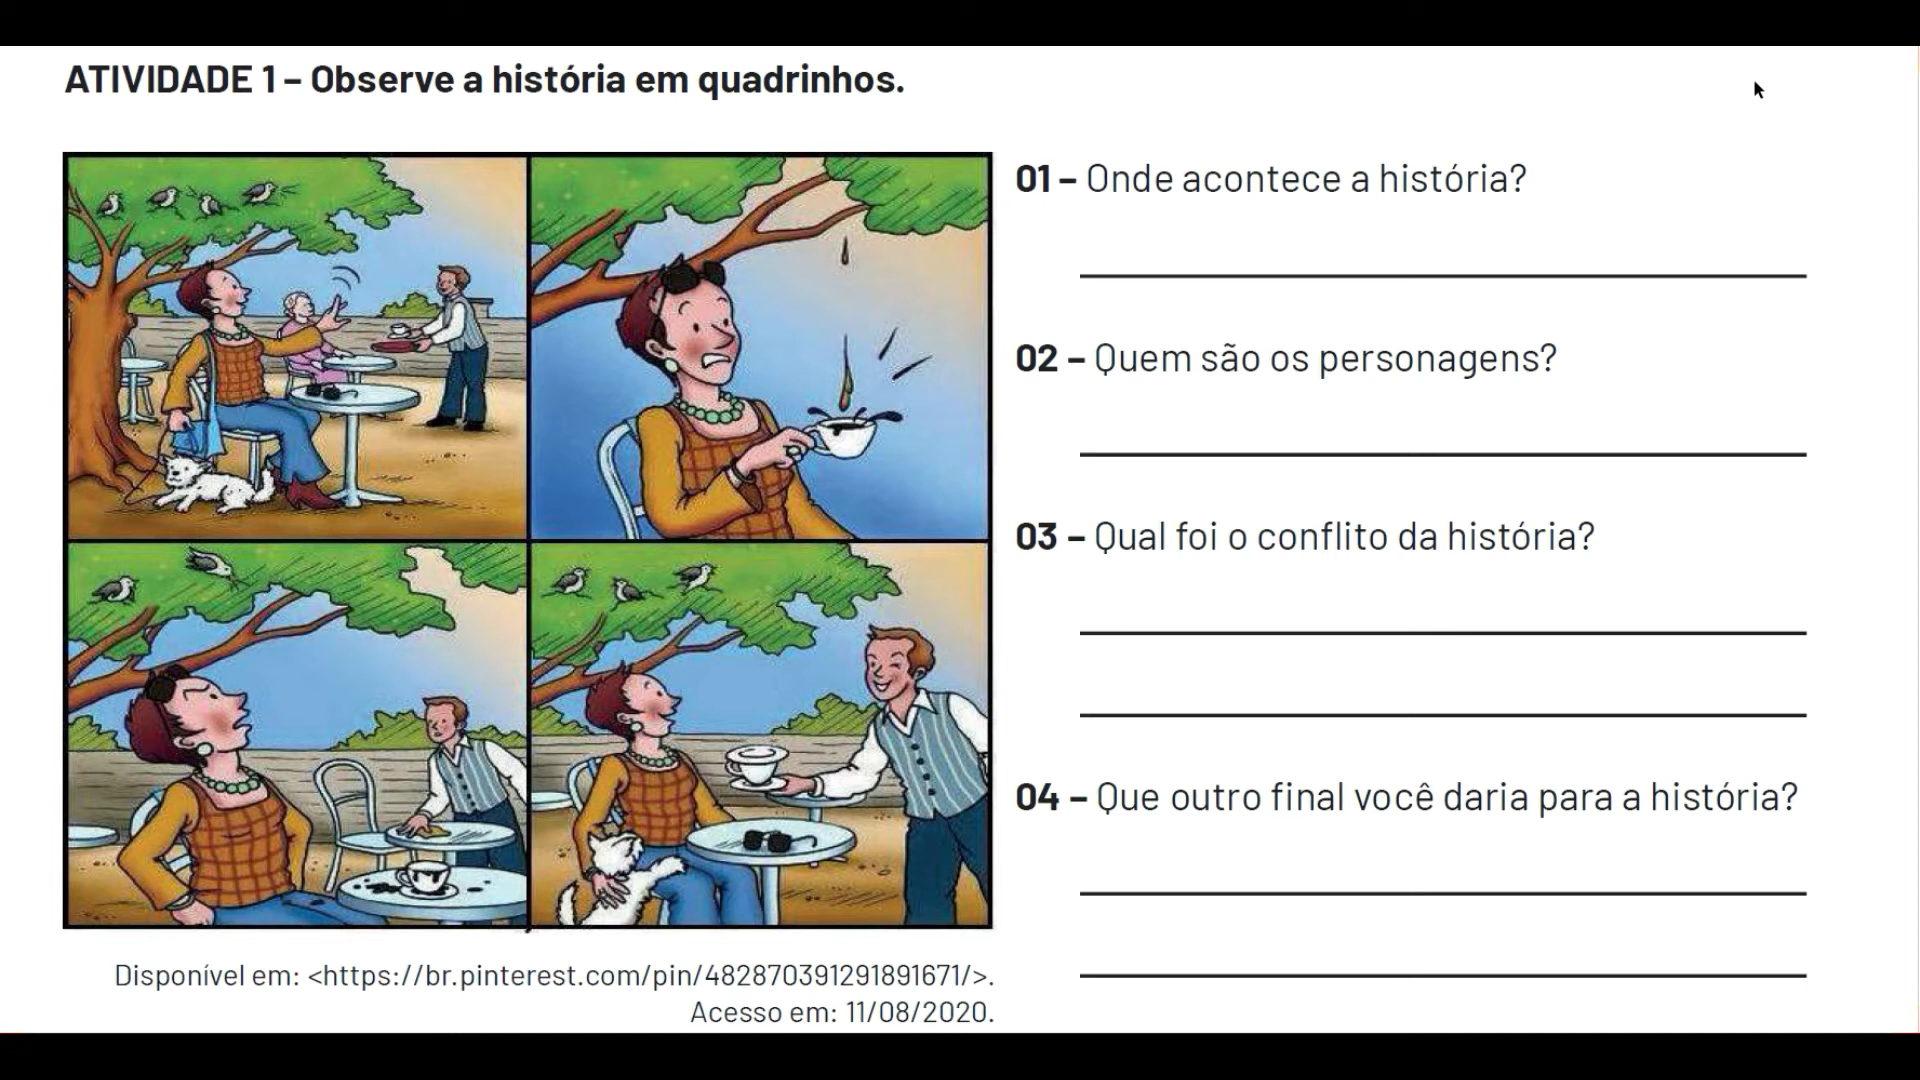 ATIVIDADE 1 – Observe a história em quadrinhos.
01 – Onde acontece a história?
02 – Quem são os personagens?
03 – Qual foi o conflito da história?
04 – Que outro final você daria para a história?
Disponível em: <https://br.pinterest.com/pin/482870391291891671/>.
Acesso em: 11/08/2020.